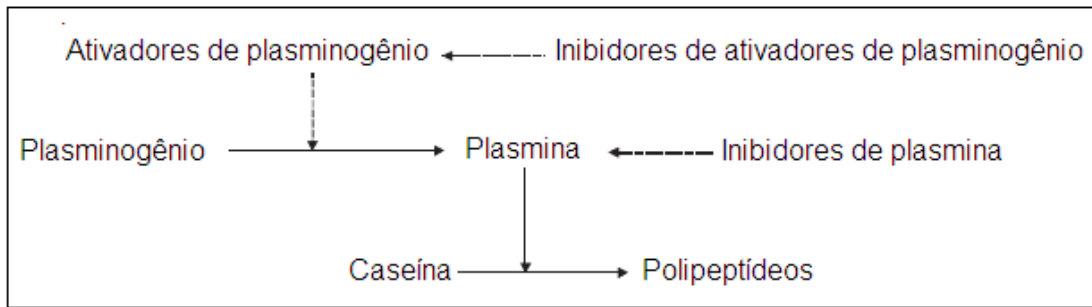 Ativadores de plasminogênio Inibidores de ativadores de plasminogênio
Plasminogênio Plasmina Inibidores de plasmina
Caseína Polipeptídeos